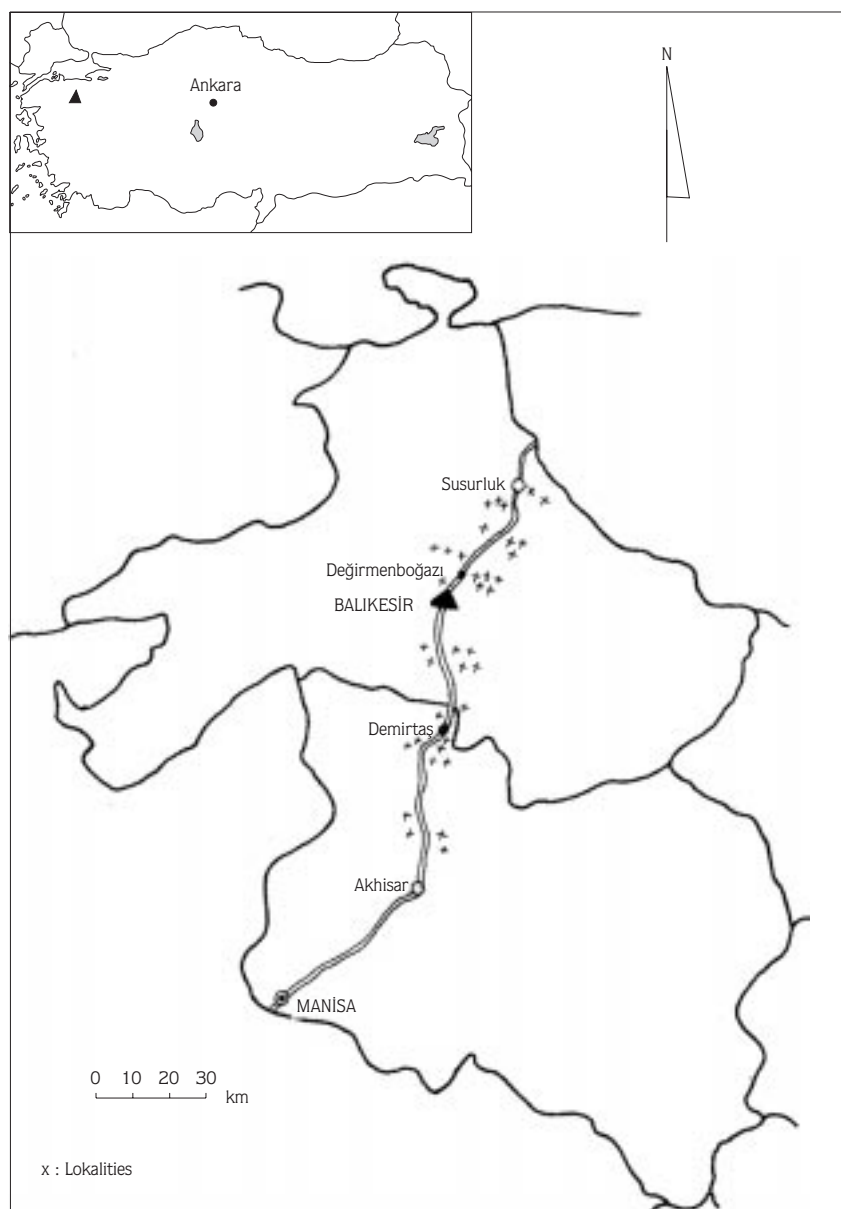 Ankara
N
Susurluk
Değirmenboğazı
BALIKESİR
Demirtaş
Akhisar
MANİSA
0 10 20 30
km
x : Lokalities